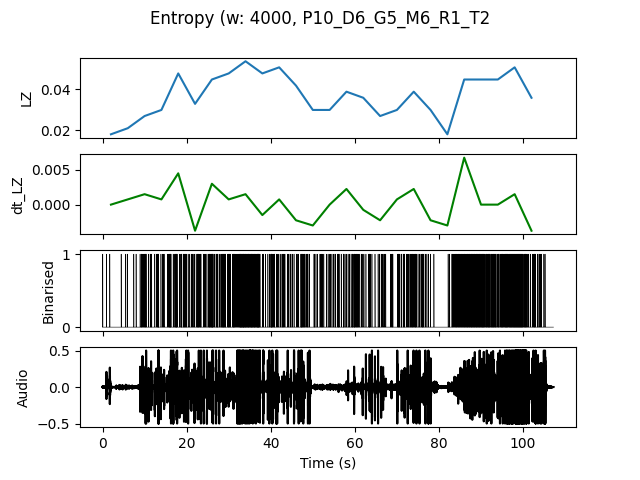 Entropy (w: 4000, P10_D6_G5_M6_R1_T2
LZ
0.04
0.02
dt_LZ
0.005
0.000
Binarised
1
0
Audio
0.5
0.0
−0.5
0 20 40 60 80 100
Time (s)